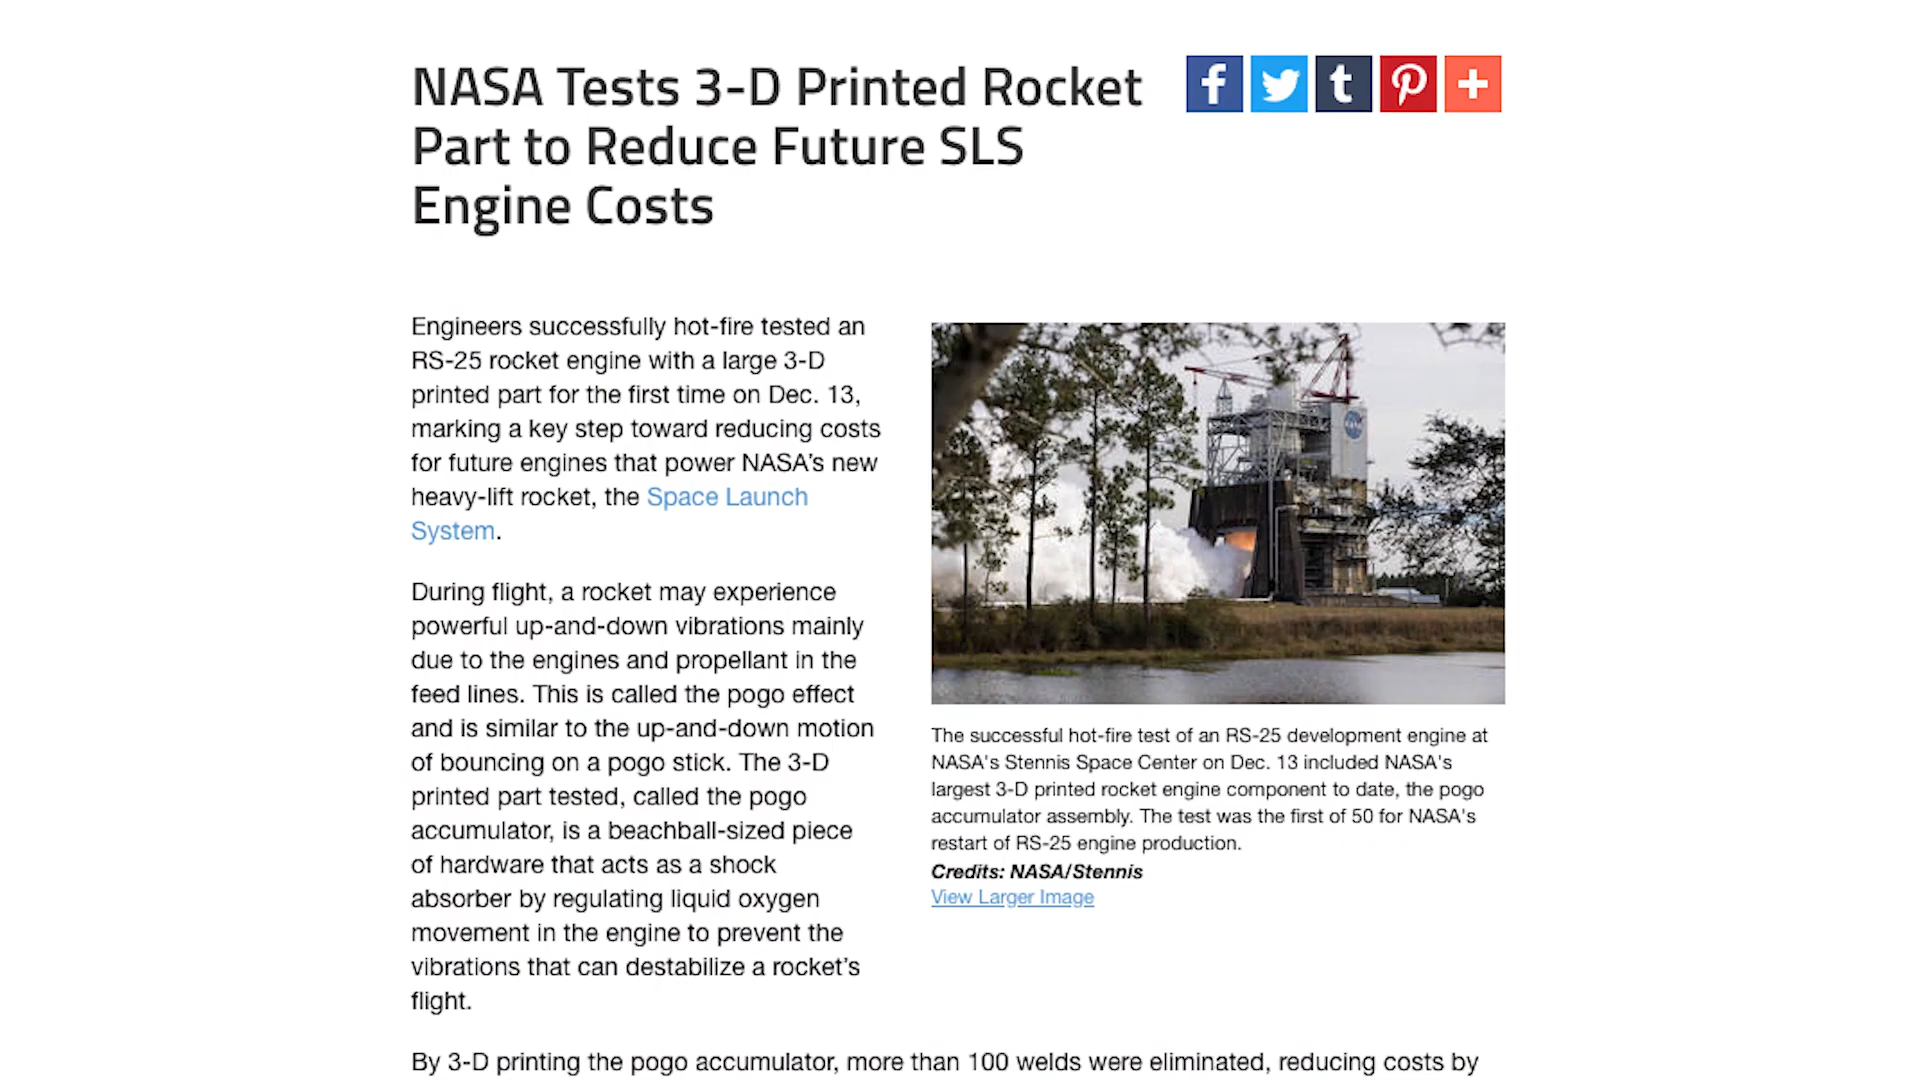 NASA Tests 3-D Printed Rocket
Part to Reduce Future SLS
Engine Costs
Engineers successfully hot-fire tested an
RS-25 rocket engine with a large 3-D
printed part for the first time on Dec. 13,
marking a key step toward reducing costs
for future engines that power NASA's new
heavy-lift rocket, the Space Launch
System.
During flight, a rocket may experience
powerful up-and-down vibrations mainly
due to the engines and propellant in the
feed lines. This is called the pogo effect
and is similar to the up-and-down motion
of bouncing on a pogo stick. The 3-D
printed part tested, called the pogo
accumulator, is a beachball-sized piece
of hardware that acts as a shock
absorber by regulating liquid oxygen
movement in the engine to prevent the
vibrations that can destabilize a rocket's
flight.
The successful hot-fire test of an RS-25 development engine at
NASA's Stennis Space Center on Dec. 13 included NASA's
largest 3-D printed rocket engine component to date, the pogo
accumulator assembly. The test was the first of 50 for NASA's
restart of RS-25 engine production.
Credits: NASA/Stennis
View Larger Image
By 3-D printing the pogo accumulator, more than 100 welds were eliminated, reducing costs by